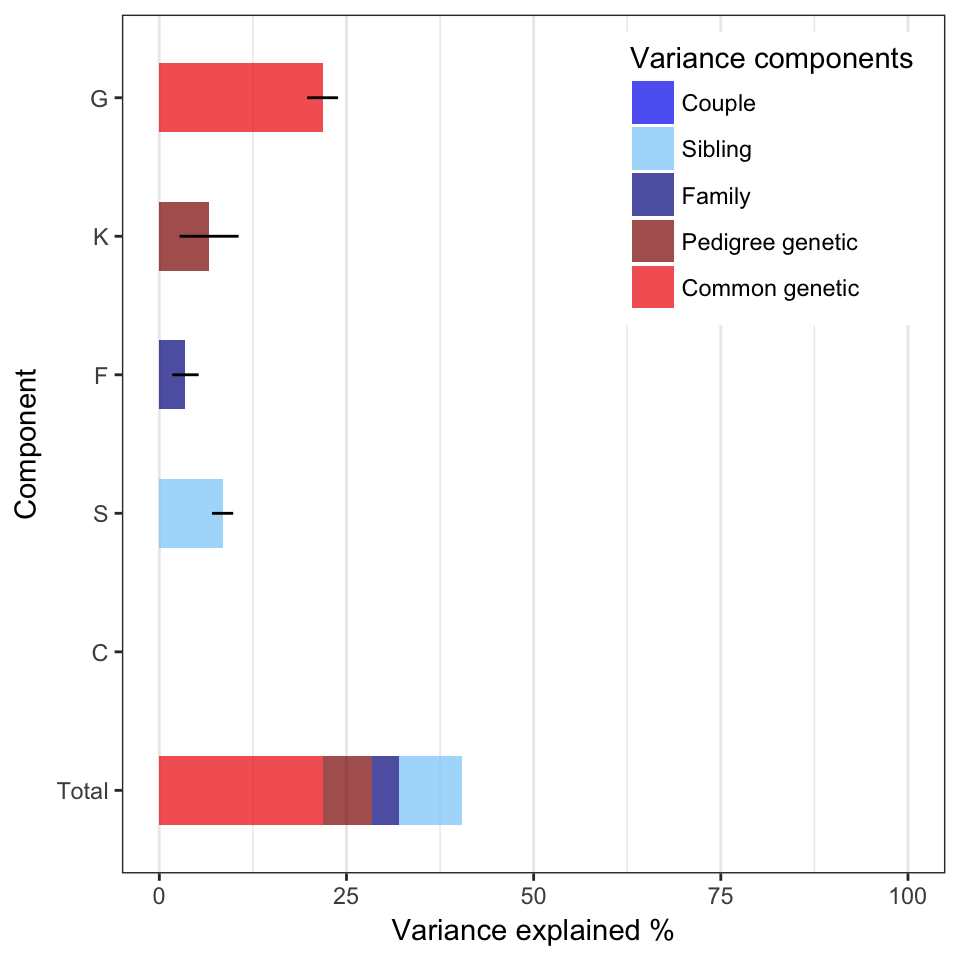 Variance components
Couple
Sibling
Family
Pedigree genetic
Common genetic
G
K
F
S
C
Total
Component
0 25 50 75 100
Variance explained %